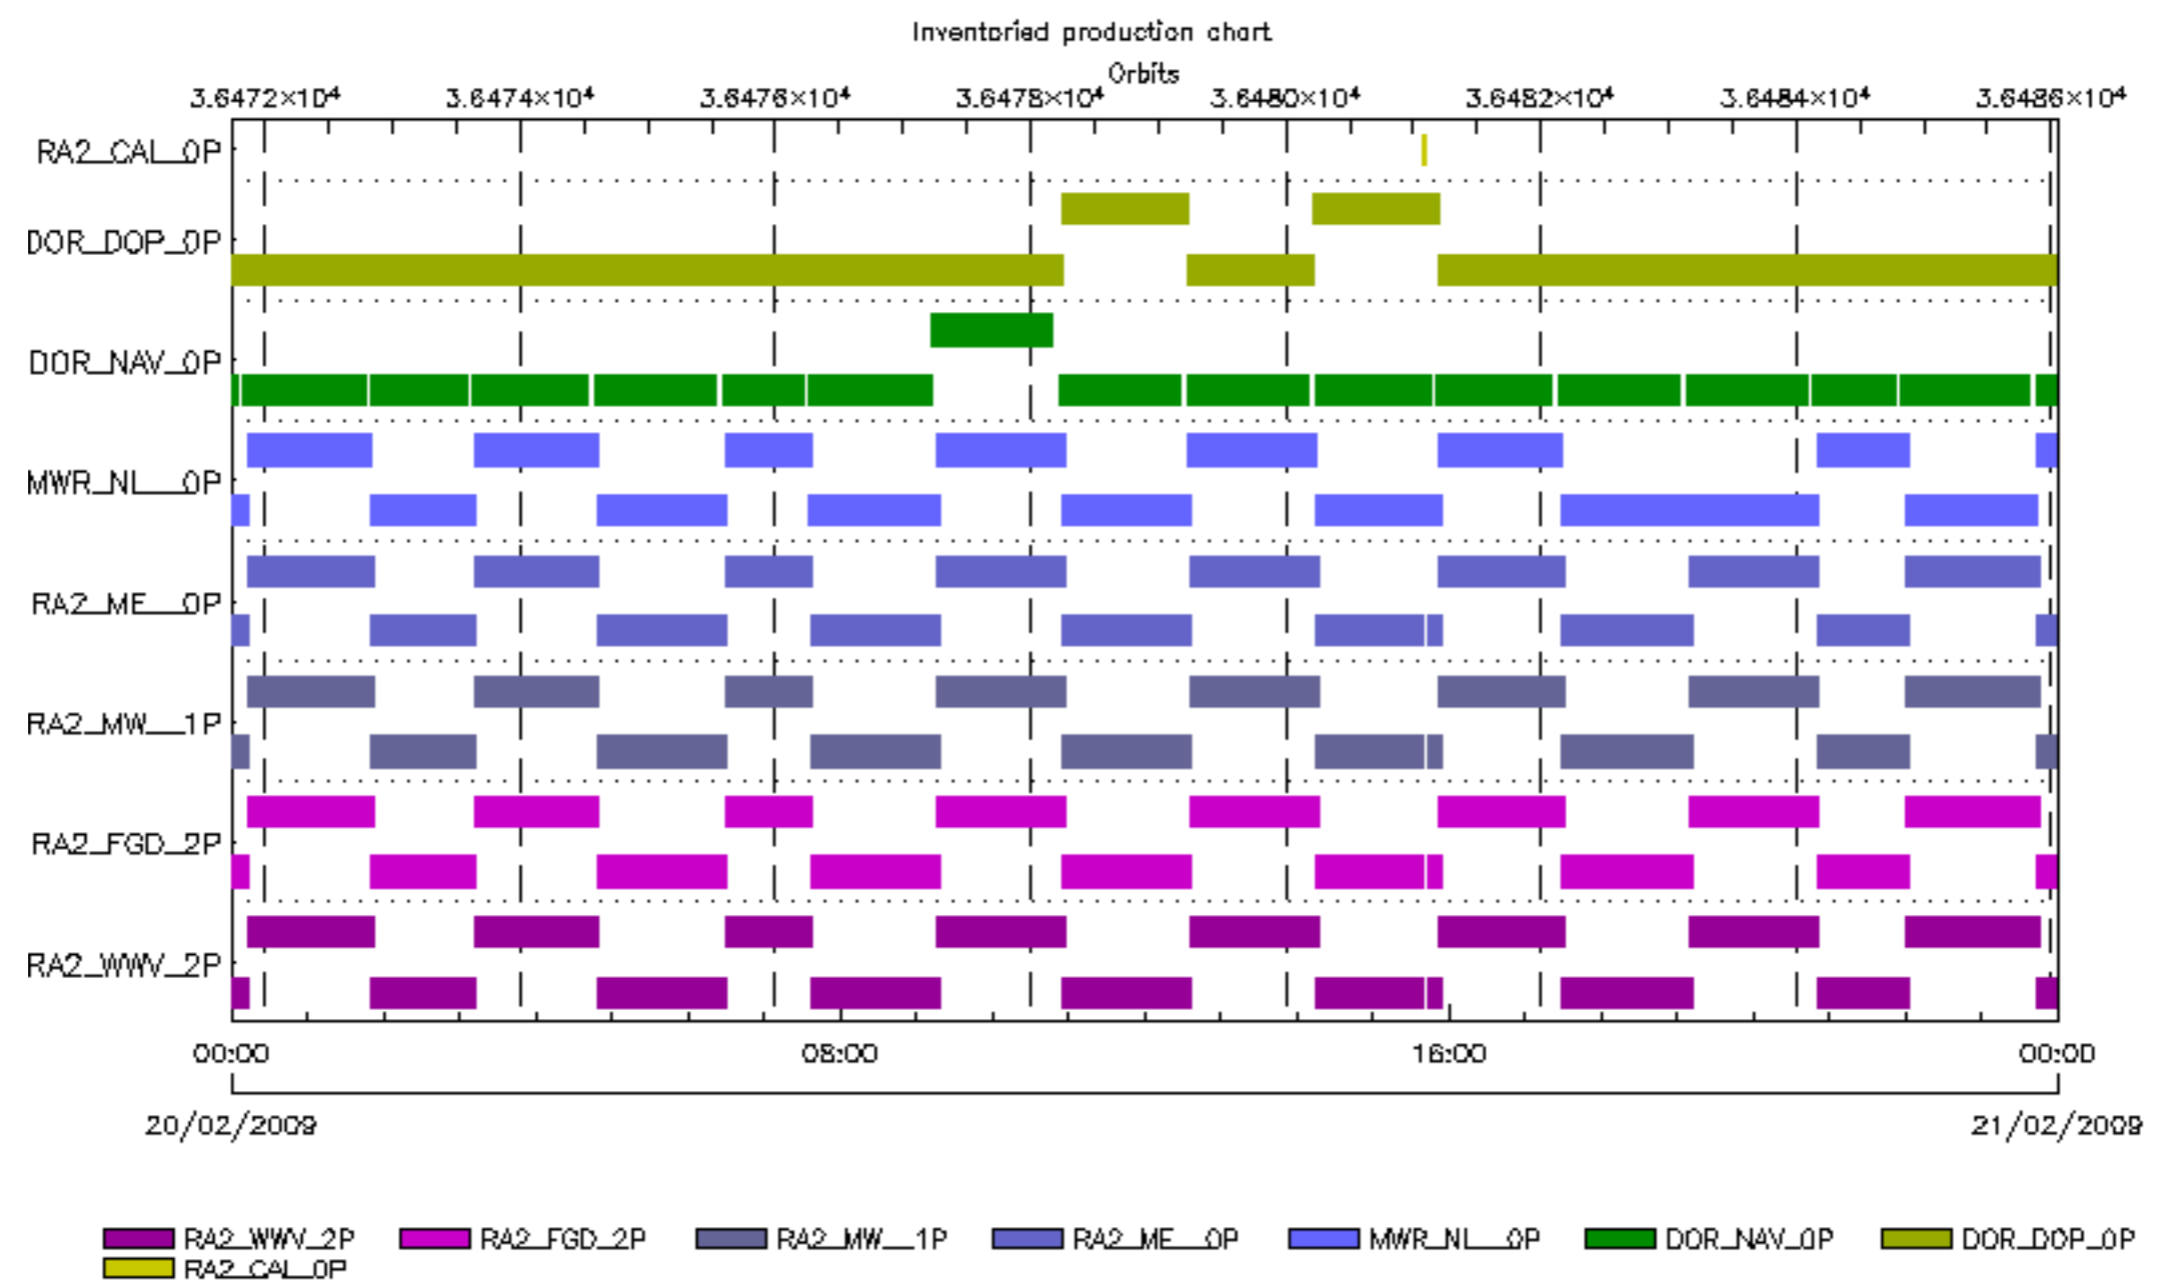 Inventoried production chart
Orbits
3.6472×10⁴ 3.6474×10⁴ 3.6476×10⁴ 3.6478×10⁴ 3.6480×10⁴ 3.6482×10⁴ 3.6484×10⁴ 3.6486×10⁴
RA2_CAL_0P
DOR_DOP_0P
DOR_NAV_0P
MWR_NL__0P
RA2_ME__0P
RA2_MW__1P
RA2_FGD_2P
RA2_WWV_2P
00:00 08:00 16:00 00:00
20/02/2009 21/02/2009
RA2_WWV_2P RA2_FGD_2P RA2_MW__1P RA2_ME__0P MWR_NL__0P DOR_NAV_0P DOR_DOP_0P
RA2_CAL_0P